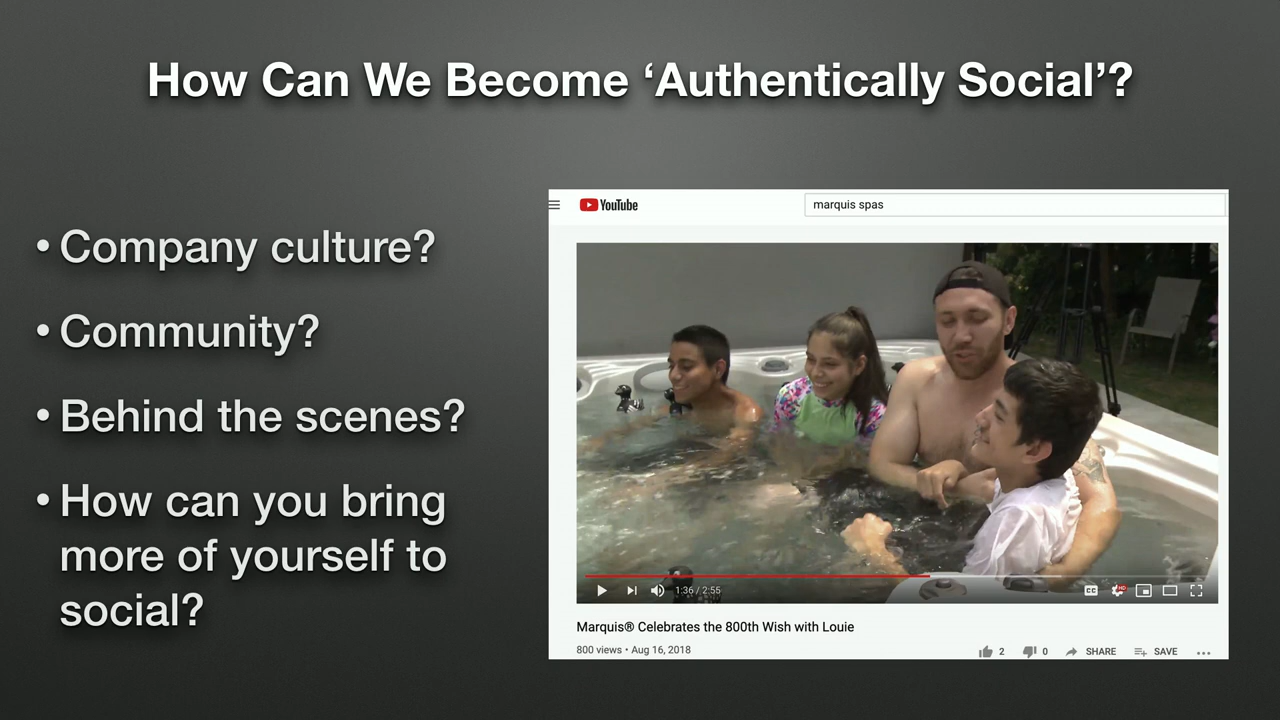 How Can We Become ‘Authentically Social’?
• Company culture?
• Community?
• Behind the scenes?
• How can you bring
more of yourself to
social?
YouTube
marquis spas
1:36 / 2:55
CC
HD
Marquis® Celebrates the 800th Wish with Louie
800 views • Aug 16, 2018
2
0
SHARE
SAVE